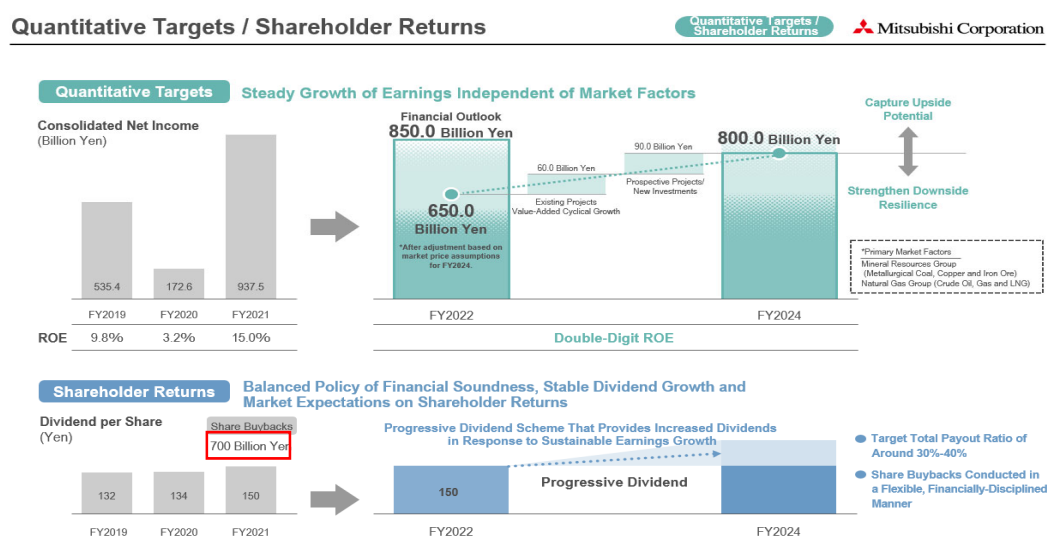 Quantitative Targets / Shareholder Returns
Quantitative Targets /
Shareholder Returns
Mitsubishi Corporation
Quantitative Targets
Steady Growth of Earnings Independent of Market Factors
Consolidated Net Income
(Billion Yen)
535.4
172.6
937.5
FY2019
FY2020
FY2021
ROE
9.8%
3.2%
15.0%
Financial Outlook
850.0 Billion Yen
650.0
Billion Yen
*After adjustment based on
market price assumptions
for FY2024.
60.0 Billion Yen
Existing Projects
Value-Added Cyclical Growth
90.0 Billion Yen
Prospective Projects/
New Investments
800.0 Billion Yen
FY2022
FY2024
Double-Digit ROE
Capture Upside
Potential
Strengthen Downside
Resilience
*Primary Market Factors
Mineral Resources Group
(Metallurgical Coal, Copper and Iron Ore)
Natural Gas Group (Crude Oil, Gas and LNG)
Shareholder Returns
Balanced Policy of Financial Soundness, Stable Dividend Growth and
Market Expectations on Shareholder Returns
Dividend per Share
(Yen)
Share Buybacks
700 Billion Yen
132
134
150
FY2019
FY2020
FY2021
Progressive Dividend Scheme That Provides Increased Dividends
in Response to Sustainable Earnings Growth
150
Progressive Dividend
FY2022
FY2024
Target Total Payout Ratio of
Around 30%-40%
Share Buybacks Conducted in
a Flexible, Financially-Disciplined
Manner